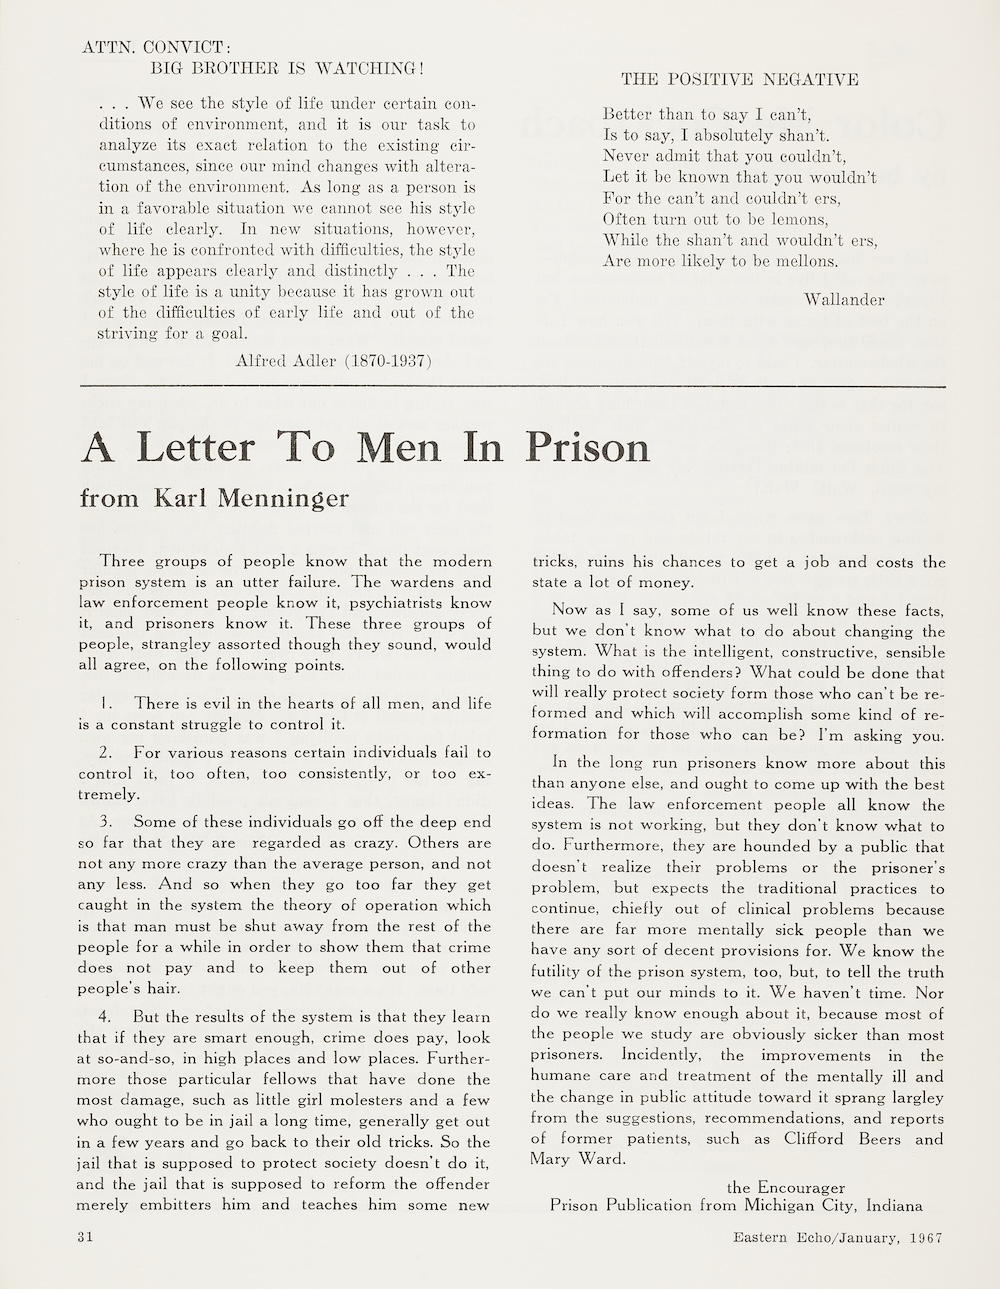 ATTN. CONVICT:
BIG BROTHER IS WATCHING!
. . . We see the style of life under certain con-
ditions of environment, and it is our task to
analyze its exact relation to the existing cir-
cumstances, since our mind changes with altera-
tion of the environment. As long as a person is
in a favorable situation we cannot see his style
of life clearly. In new situations, however,
where he is confronted with difficulties, the style
of life appears clearly and distinctly . . . The
style of life is a unity because it has grown out
of the difficulties of early life and out of the
striving for a goal.
Alfred Adler (1870-1937)
THE POSITIVE NEGATIVE
Better than to say I can't,
Is to say, I absolutely shan't.
Never admit that you couldn't,
Let it be known that you wouldn't
For the can't and couldn't ers,
Often turn out to be lemons,
While the shan't and wouldn't ers,
Are more likely to be mellons.
Wallander
A Letter To Men In Prison
from Karl Menninger
Three groups of people know that the modern
prison system is an utter failure. The wardens and
law enforcement people know it, psychiatrists know
it, and prisoners know it. These three groups of
people, strangley assorted though they sound, would
all agree, on the following points.
1. There is evil in the hearts of all men, and life
is a constant struggle to control it.
2. For various reasons certain individuals fail to
control it, too often, too consistently, or too ex-
tremely.
3. Some of these individuals go off the deep end
so far that they are regarded as crazy. Others are
not any more crazy than the average person, and not
any less. And so when they go too far they get
caught in the system the theory of operation which
is that man must be shut away from the rest of the
people for a while in order to show them that crime
does not pay and to keep them out of other
people's hair.
4. But the results of the system is that they learn
that if they are smart enough, crime does pay, look
at so-and-so, in high places and low places. Further-
more those particular fellows that have done the
most damage, such as little girl molesters and a few
who ought to be in jail a long time, generally get out
in a few years and go back to their old tricks. So the
jail that is supposed to protect society doesn't do it,
and the jail that is supposed to reform the offender
merely embitters him and teaches him some new
tricks, ruins his chances to get a job and costs the
state a lot of money.
Now as I say, some of us well know these facts,
but we don't know what to do about changing the
system. What is the intelligent, constructive, sensible
thing to do with offenders? What could be done that
will really protect society form those who can't be re-
formed and which will accomplish some kind of re-
formation for those who can be? I'm asking you.
In the long run prisoners know more about this
than anyone else, and ought to come up with the best
ideas. The law enforcement people all know the
system is not working, but they don't know what to
do. Furthermore, they are hounded by a public that
doesn't realize their problems or the prisoner's
problem, but expects the traditional practices to
continue, chiefly out of clinical problems because
there are far more mentally sick people than we
have any sort of decent provisions for. We know the
futility of the prison system, too, but, to tell the truth
we can't put our minds to it. We haven't time. Nor
do we really know enough about it, because most of
the people we study are obviously sicker than most
prisoners. Incidently, the improvements in the
humane care and treatment of the mentally ill and
the change in public attitude toward it sprang largley
from the suggestions, recommendations, and reports
of former patients, such as Clifford Beers and
Mary Ward.
the Encourager
Prison Publication from Michigan City, Indiana
31
Eastern Echo/January, 1967